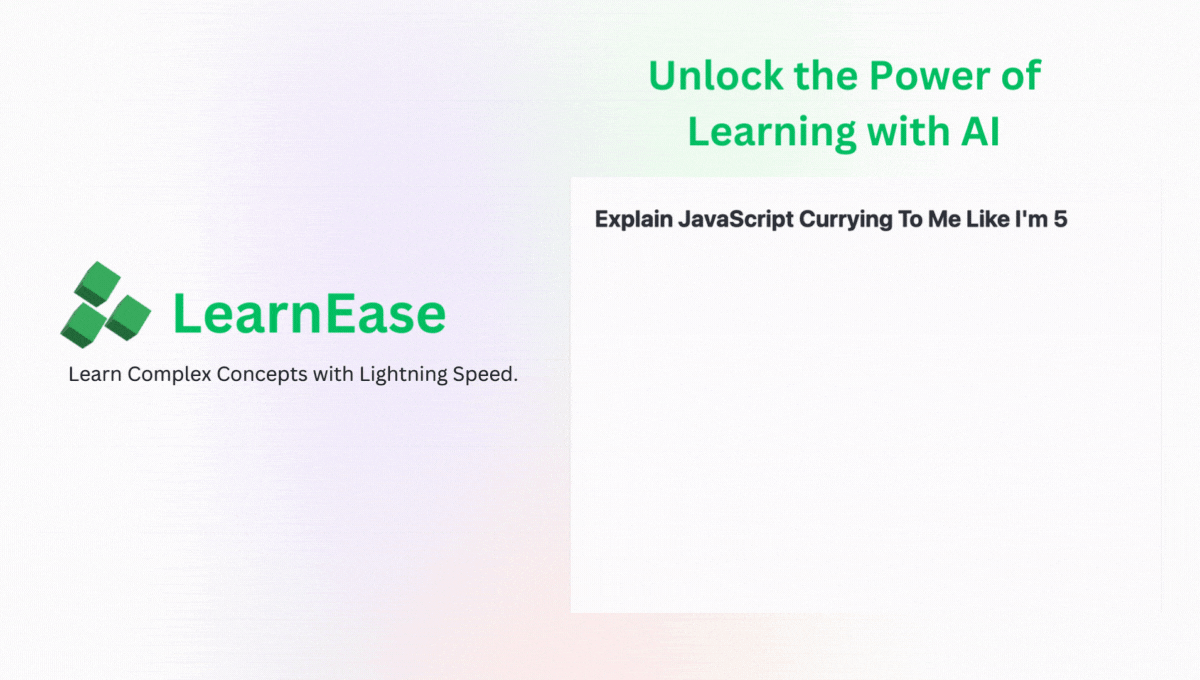 LearnEase
Learn Complex Concepts with Lightning Speed.
Unlock the Power of
Learning with AI
Explain JavaScript Currying To Me Like I'm 5